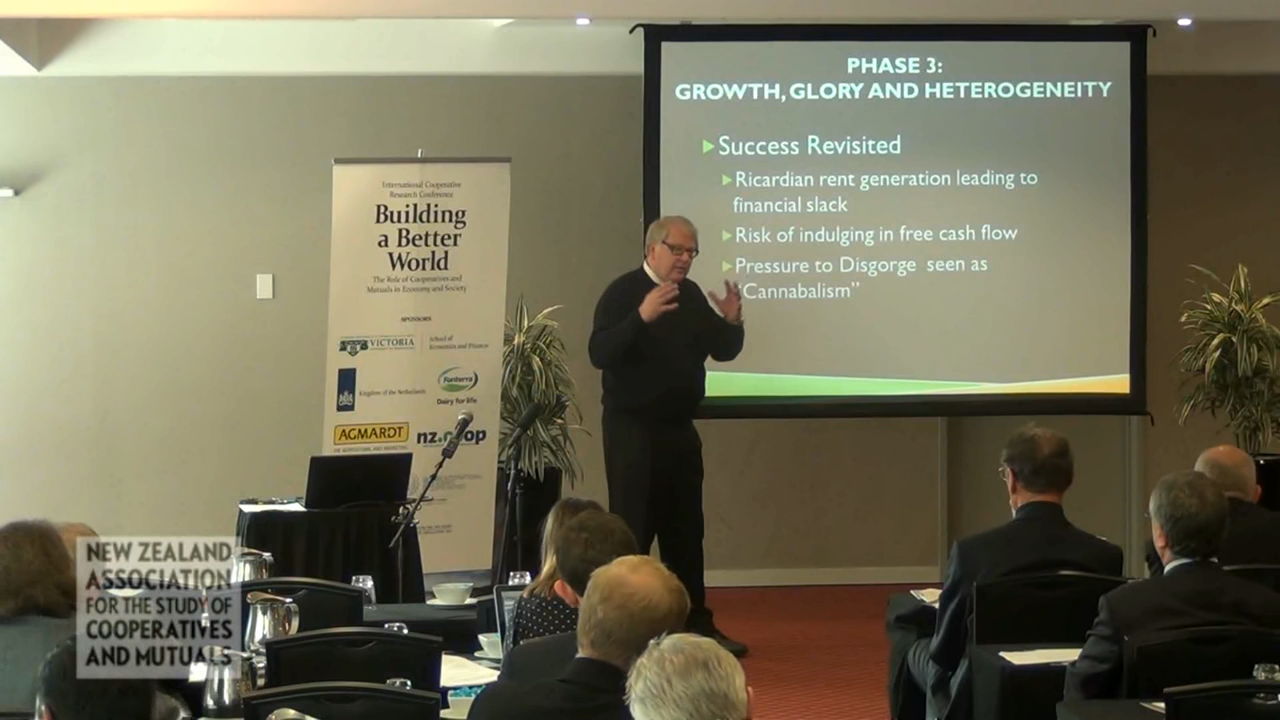 PHASE 3:
GROWTH, GLORY AND HETEROGENEITY
Success Revisited
Ricardian rent generation leading to
financial slack
Risk of indulging in free cash flow
Pressure to Disgorge seen as
"Cannabalism"
International Cooperative
Research Conference
Building
a Better
World
The Role of Cooperatives and
Mutuals in Economy and Society
SPONSORS
VICTORIA
School of
Economics and Finance
Kingdom of the Netherlands
Fonterra
Dairy for life
AGMARDT
NEW ZEALAND
ASSOCIATION
FOR THE STUDY OF
COOPERATIVES
AND MUTUALS